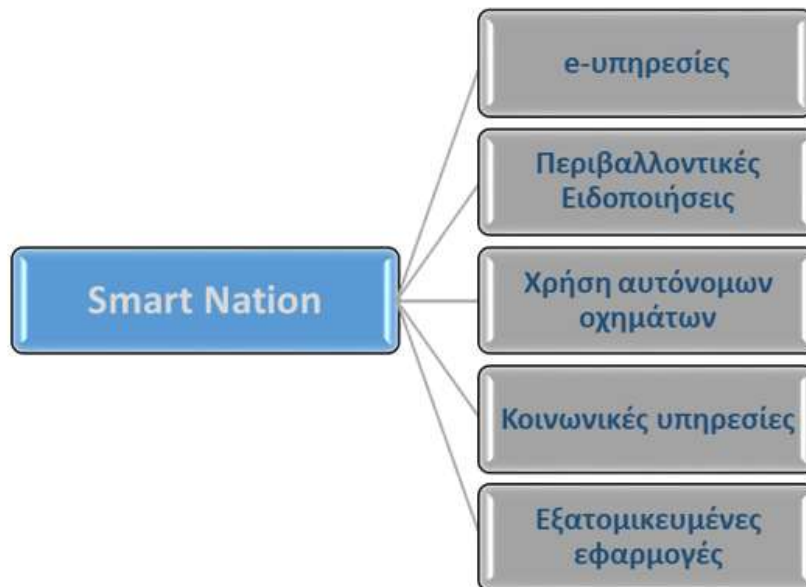 e-υπηρεσίες
Περιβαλλοντικές
Ειδοποιήσεις
Smart Nation
Χρήση αυτόνομων
οχημάτων
Κοινωνικές υπηρεσίες
Εξατομικευμένες
εφαρμογές